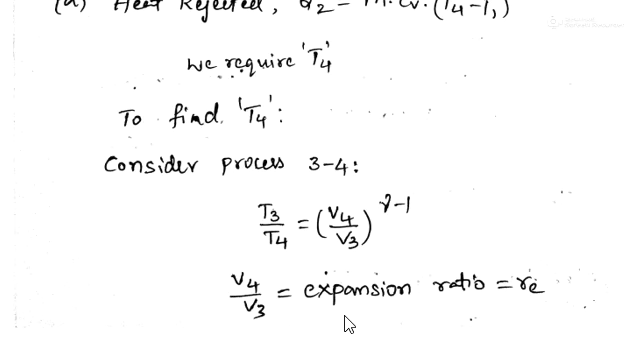 (a) Heat Rejected, Q2 = m.cv.(T4-T1)
we require 'T4'
To find 'T4':
Consider process 3-4:
T3/T4 = (V4/V3)^γ-1
V4/V3 = expansion ratio = re